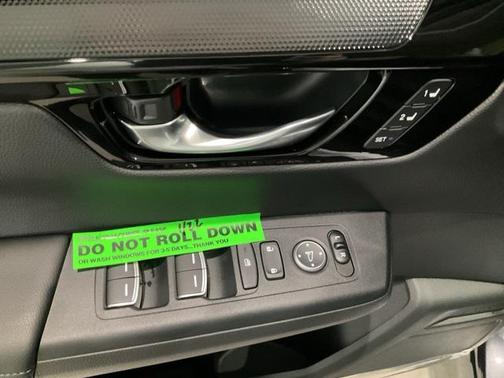 1
2
SET
DO NOT ROLL DOWN
OR WASH WINDOWS FOR 3-5 DAYS...THANK YOU